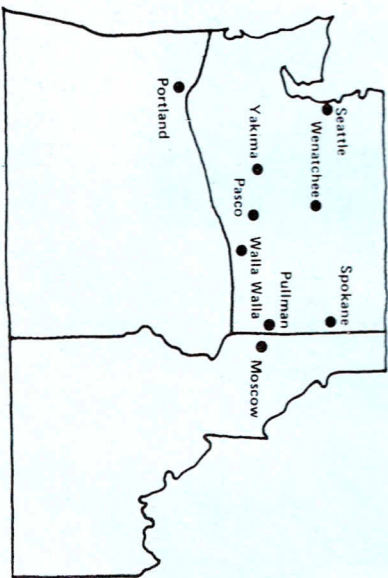 Seattle
Wenatchee
Spokane
Yakima
Pasco
Walla Walla
Pullman
Moscow
Portland